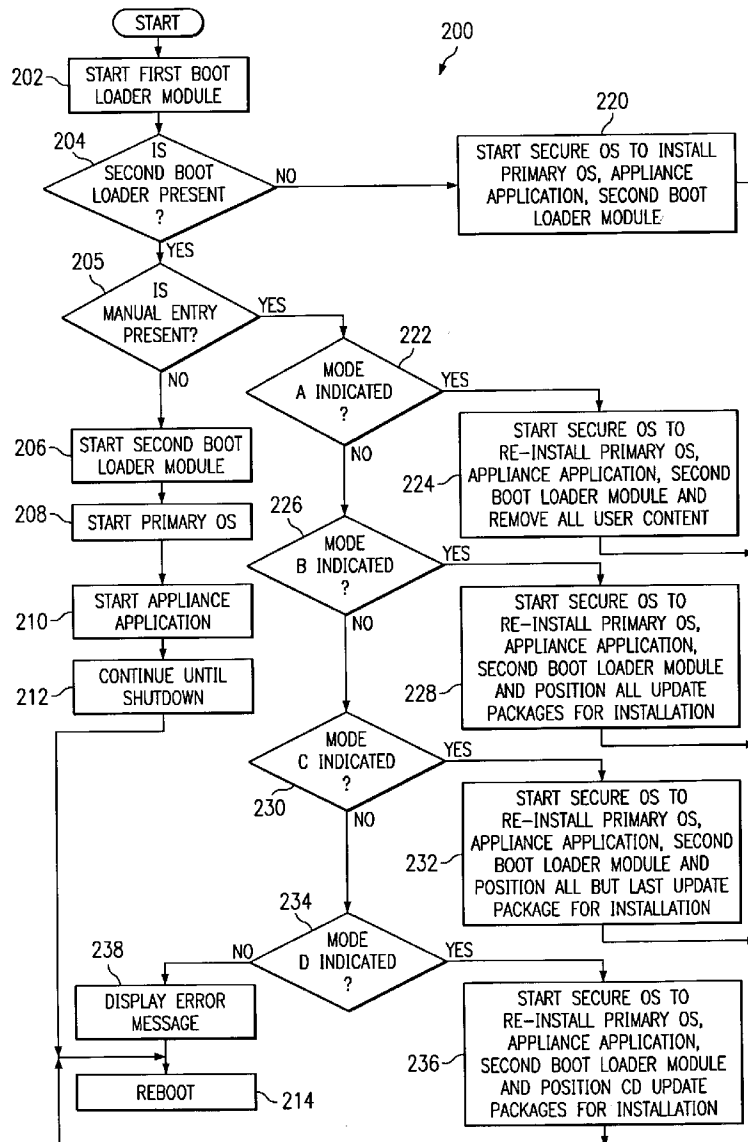 START
200
202
START FIRST BOOT
LOADER MODULE
204
IS
SECOND BOOT
LOADER PRESENT
?
NO
220
START SECURE OS TO INSTALL
PRIMARY OS, APPLIANCE
APPLICATION, SECOND BOOT
LOADER MODULE
YES
205
IS
MANUAL ENTRY
PRESENT?
YES
NO
222
MODE
A INDICATED
?
YES
NO
224
START SECURE OS TO
RE-INSTALL PRIMARY OS,
APPLIANCE APPLICATION, SECOND
BOOT LOADER MODULE AND
REMOVE ALL USER CONTENT
206
START SECOND BOOT
LOADER MODULE
208
START PRIMARY OS
210
START APPLIANCE
APPLICATION
212
CONTINUE UNTIL
SHUTDOWN
226
MODE
B INDICATED
?
YES
NO
228
START SECURE OS TO
RE-INSTALL PRIMARY OS,
APPLIANCE APPLICATION,
SECOND BOOT LOADER MODULE
AND POSITION ALL UPDATE
PACKAGES FOR INSTALLATION
MODE
C INDICATED
?
230
YES
NO
232
START SECURE OS TO
RE-INSTALL PRIMARY OS,
APPLIANCE APPLICATION, SECOND
BOOT LOADER MODULE AND
POSITION ALL BUT LAST UPDATE
PACKAGE FOR INSTALLATION
234
MODE
D INDICATED
?
NO
YES
238
DISPLAY ERROR
MESSAGE
REBOOT
214
236
START SECURE OS TO
RE-INSTALL PRIMARY OS,
APPLIANCE APPLICATION,
SECOND BOOT LOADER MODULE
AND POSITION CD UPDATE
PACKAGES FOR INSTALLATION